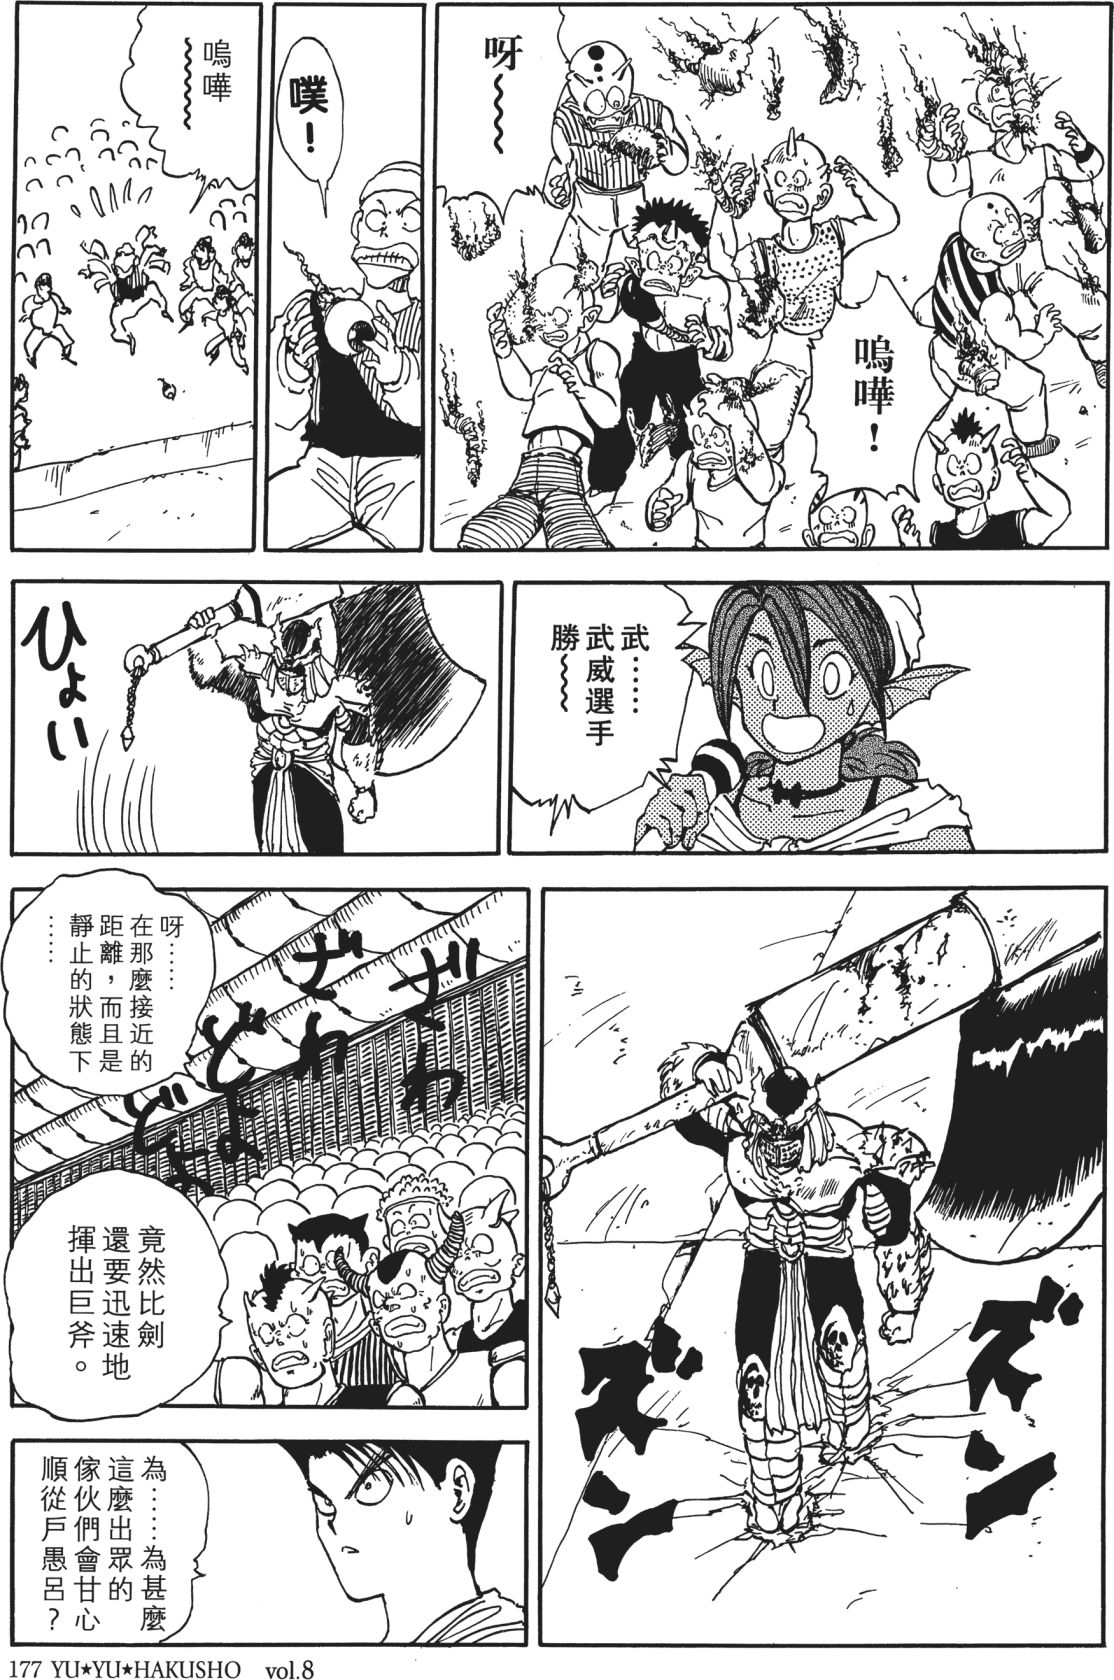 呀～～
嗚嘩！
噗！
嗚嘩～～～
武……
武威選手
勝～～
ひょい
ズン
ズン
ざわ
ざわ
どよ
どよ
呀……
在那麼接近的
距離，而且是
靜止的狀態下
……
竟然比劍
還要迅速地
揮出巨斧。
為……為甚麼
這麼出眾的
傢伙們會甘心
順從戶愚呂？
177 YU★YU★HAKUSHO vol.8